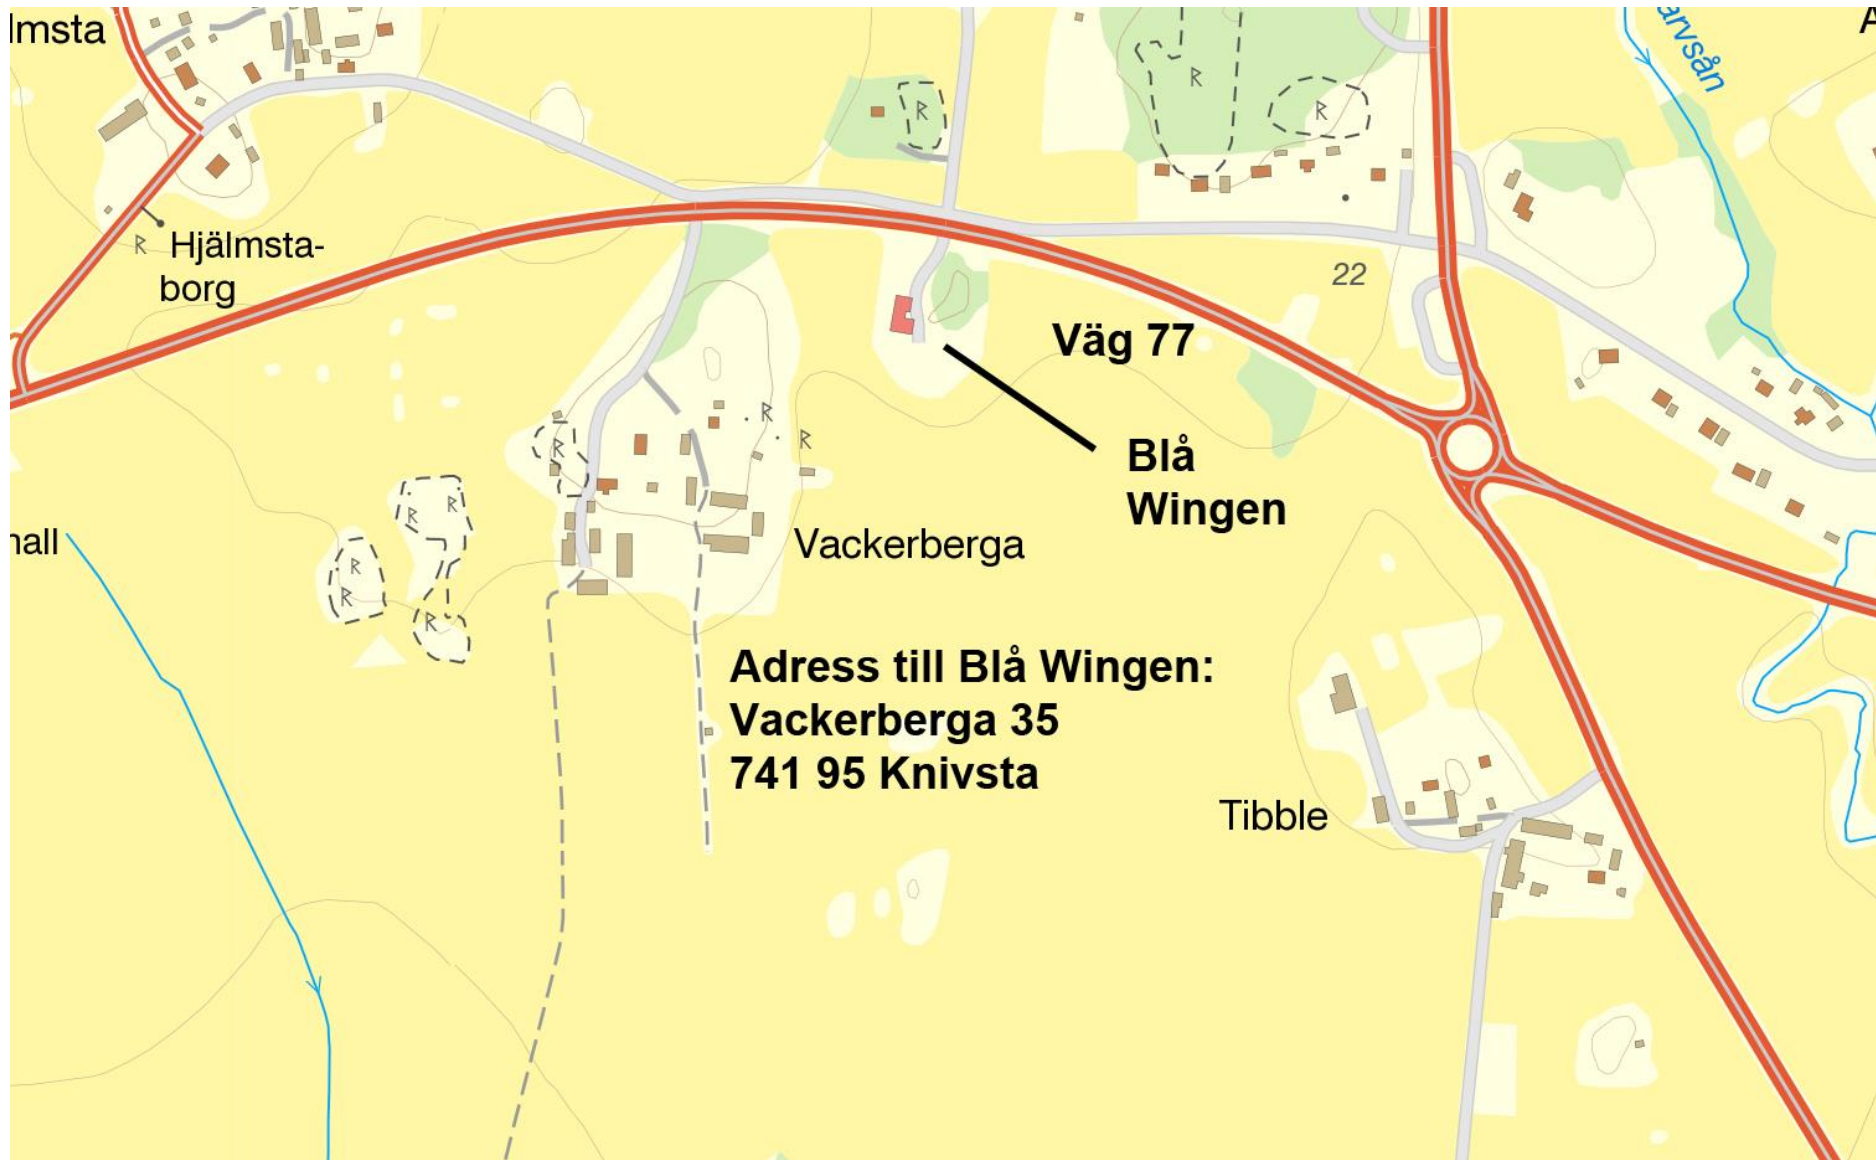 lmsta
arvsån
A
Hjälmsta-
borg
22
Väg 77
Blå
Wingen
Vackerberga
Adress till Blå Wingen:
Vackerberga 35
741 95 Knivsta
Tibble